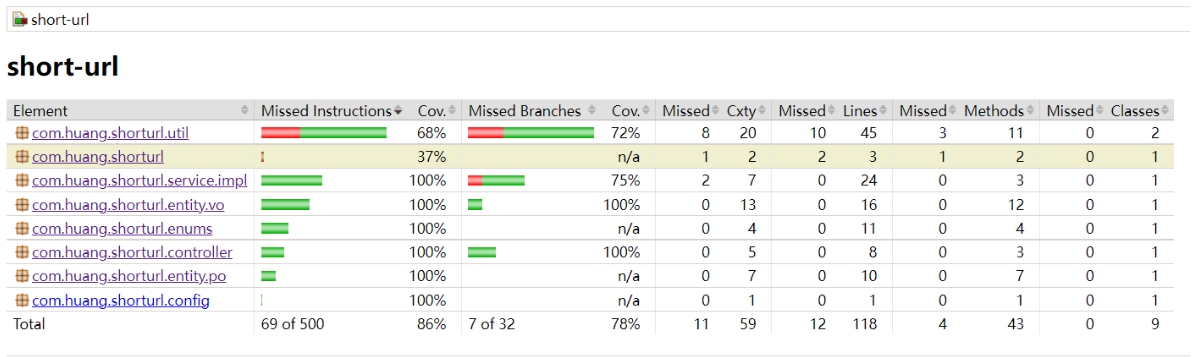 short-url
short-url
Element Missed Instructions Cov. Missed Branches Cov. Missed Cxty Missed Lines Missed Methods Missed Classes
com.huang.shorturl.util 68% 72% 8 20 10 45 3 11 0 2
com.huang.shorturl 37% n/a 1 2 2 3 1 2 0 1
com.huang.shorturl.service.impl 100% 75% 2 7 0 24 0 3 0 1
com.huang.shorturl.entity.vo 100% 100% 0 13 0 16 0 12 0 1
com.huang.shorturl.enums 100% n/a 0 4 0 11 0 4 0 1
com.huang.shorturl.controller 100% 100% 0 5 0 8 0 3 0 1
com.huang.shorturl.entity.po 100% n/a 0 7 0 10 0 7 0 1
com.huang.shorturl.config 100% n/a 0 1 0 1 0 1 0 1
Total 69 of 500 86% 7 of 32 78% 11 59 12 118 4 43 0 9